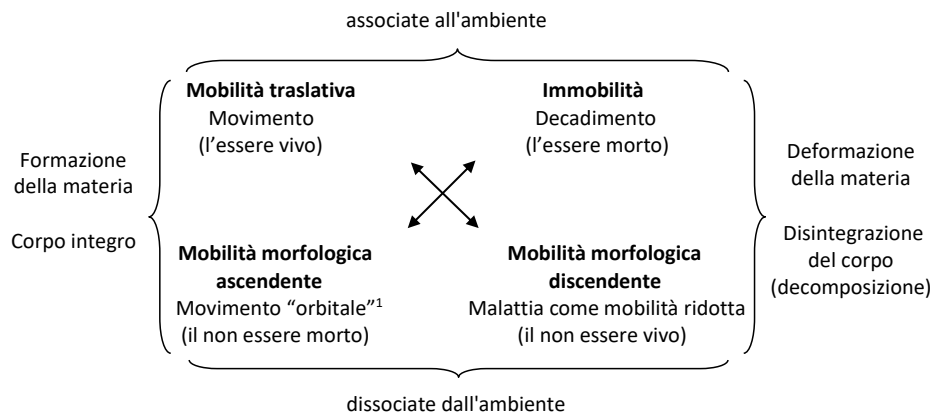 associate all'ambiente
Mobilità traslativa
Movimento
(l'essere vivo)
Immobilità
Decadimento
(l'essere morto)
Formazione
della materia
Corpo integro
Deformazione
della materia
Disintegrazione
del corpo
(decomposizione)
Mobilità morfologica
ascendente
Movimento “orbitale”1
(il non essere morto)
Mobilità morfologica
discendente
Malattia come mobilità ridotta
(il non essere vivo)
dissociate dall'ambiente